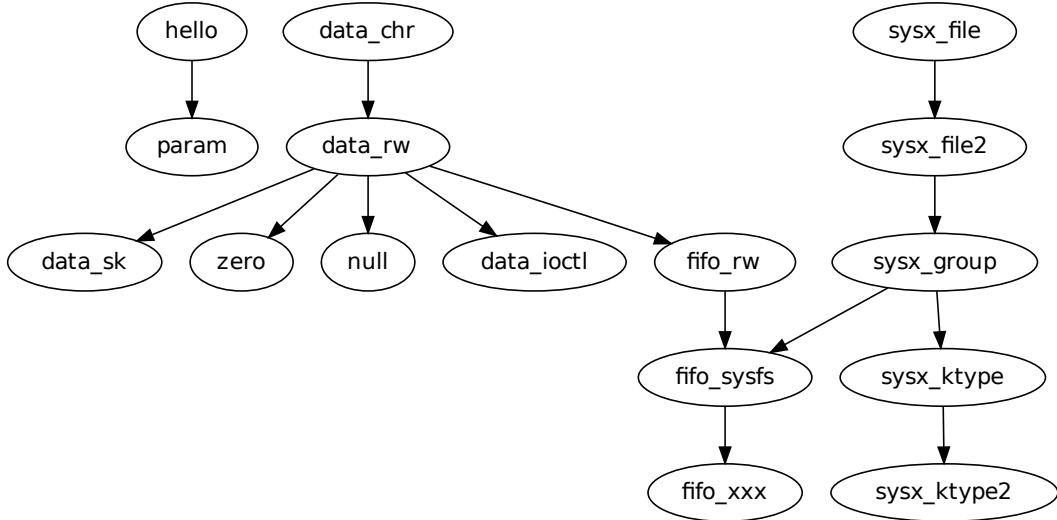 hello
data_chr
sysx_file
param
data_rw
sysx_file2
data_sk
zero
null
data_ioctl
fifo_rw
sysx_group
fifo_sysfs
sysx_ktype
fifo_xxx
sysx_ktype2